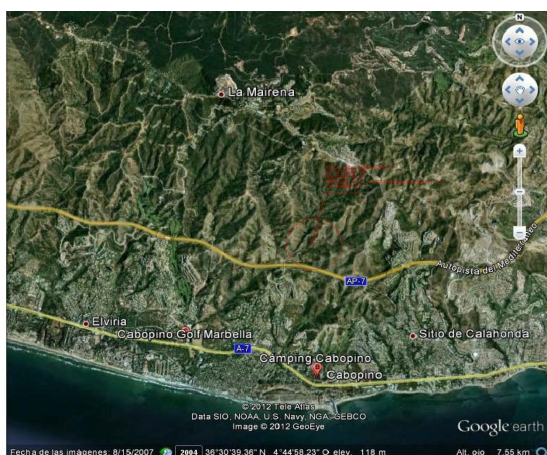 N
La Mairena
Autopista del Mediterráneo
AP-7
Elviria
Cabopino Golf Marbella
A-7
Sitio de Calahonda
Camping Cabopino
Cabopino
© 2012 Tele Atlas
Data SIO, NOAA, U.S. Navy, NGA, GEBCO
Image © 2012 GeoEye
Google earth
Fecha de las imágenes: 8/15/2007 2004 36°30'39.36" N 4°44'58.23" O elev. 118 m Alt. ojo 7.55 km